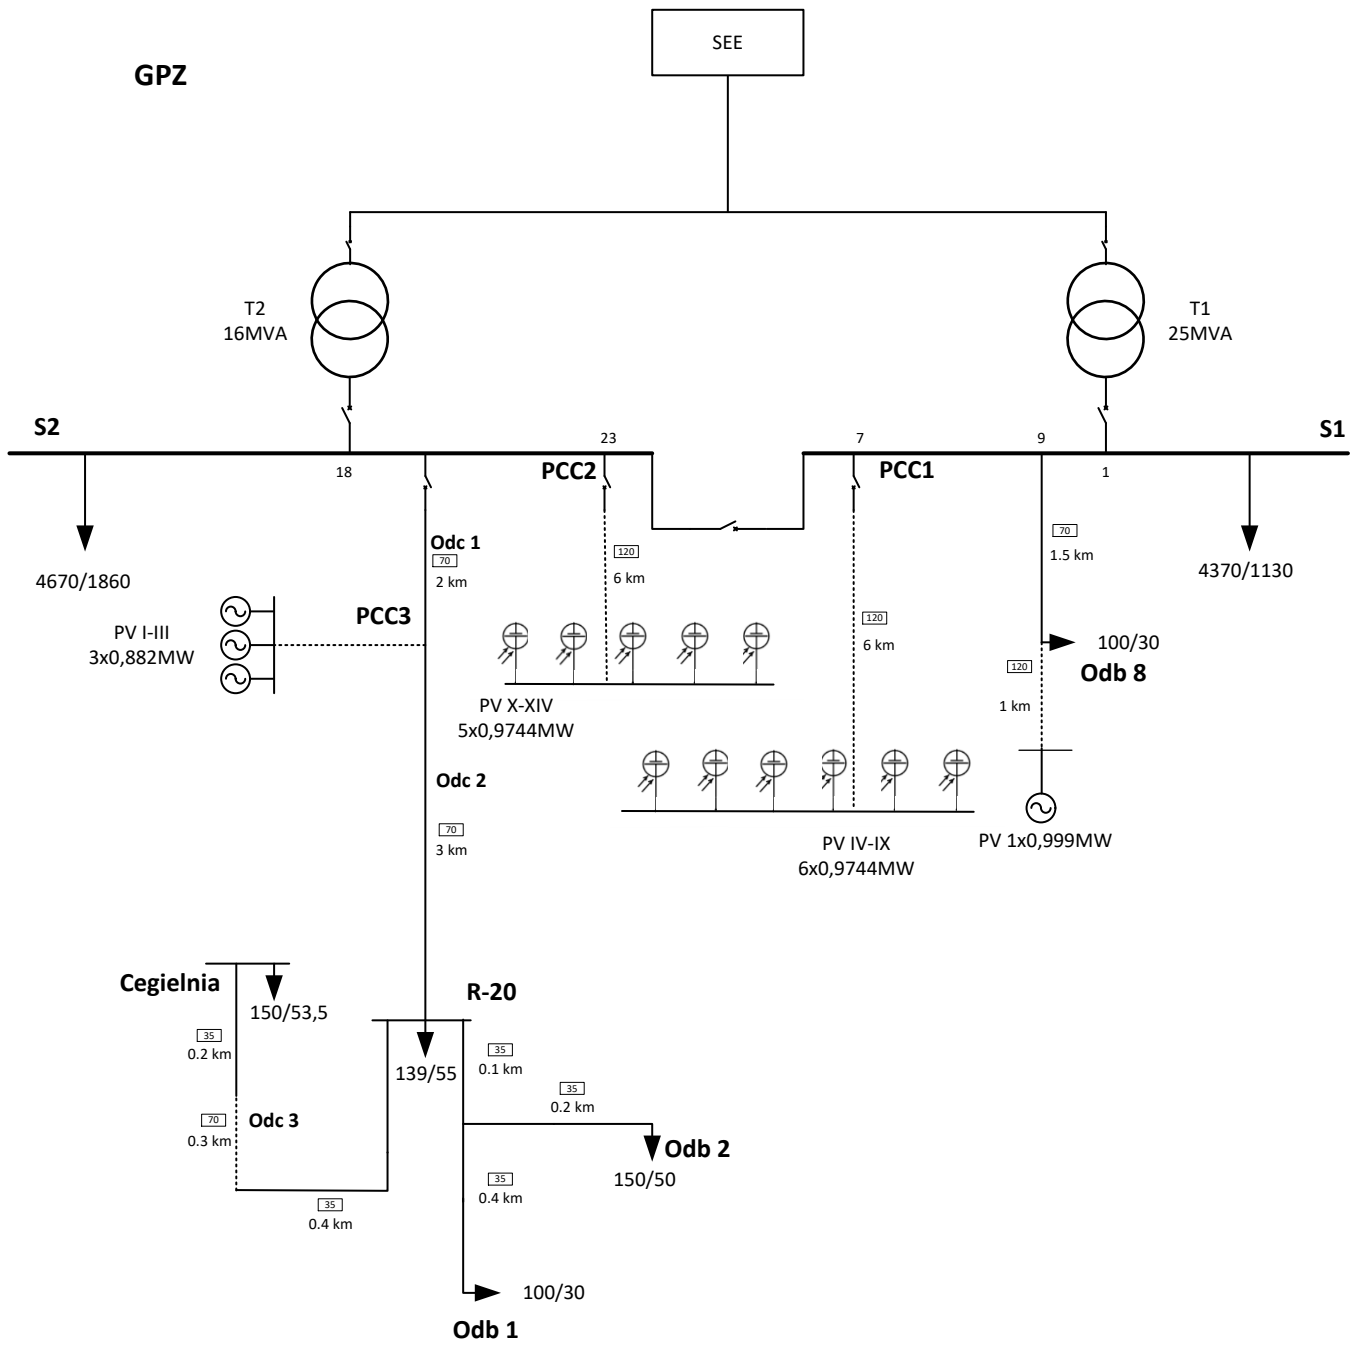 SEE
GPZ
T2
16MVA
T1
25MVA
S2
S1
23
7
9
18
PCC2
PCC1
1
4670/1860
Odc 1
70
2 km
120
6 km
70
1.5 km
4370/1130
PCC3
PV I-III
3x0,882MW
120
6 km
100/30
Odb 8
120
1 km
PV X-XIV
5x0,9744MW
Odc 2
70
3 km
PV IV-IX
6x0,9744MW
PV 1x0,999MW
Cegielnia
150/53,5
R-20
35
0.2 km
139/55
35
0.1 km
35
0.2 km
70
0.3 km
Odc 3
Odb 2
150/50
35
0.4 km
35
0.4 km
100/30
Odb 1